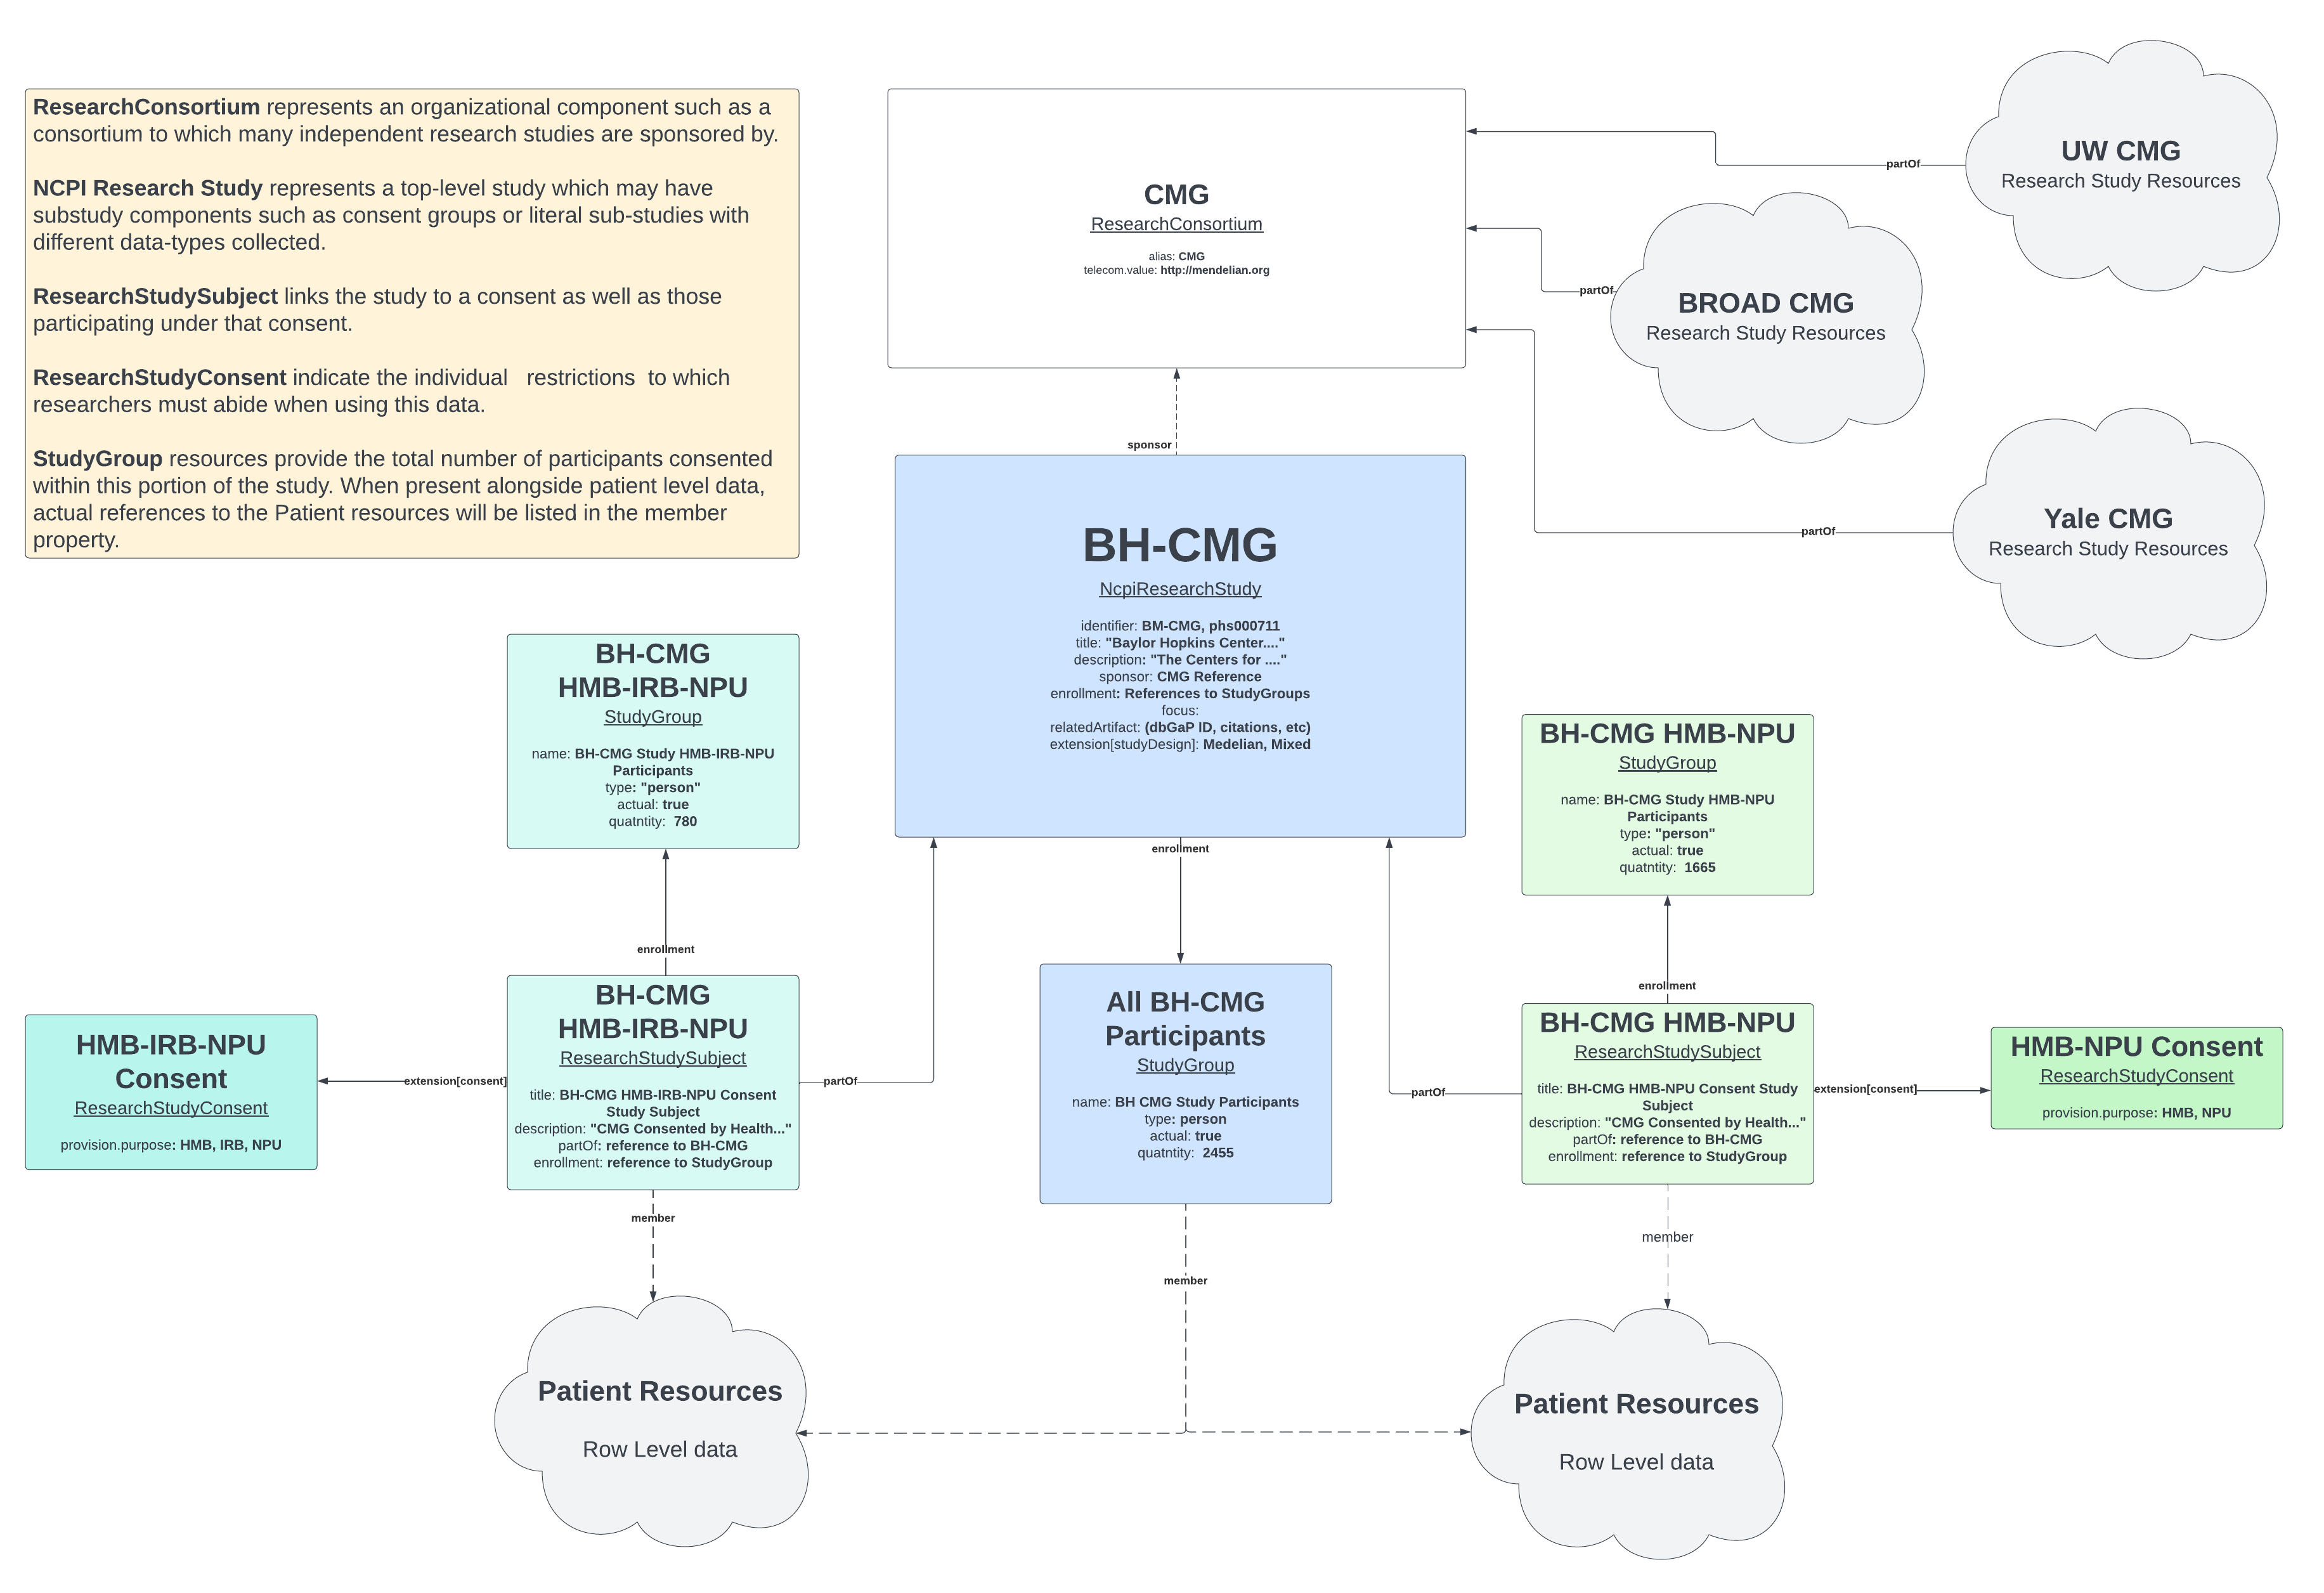 ResearchConsortium represents an organizational component such as a
consortium to which many independent research studies are sponsored by.
NCPI Research Study represents a top-level study which may have
substudy components such as consent groups or literal sub-studies with
different data-types collected.
ResearchStudySubject links the study to a consent as well as those
participating under that consent.
ResearchStudyConsent indicate the individual   restrictions  to which
researchers must abide when using this data.
StudyGroup resources provide the total number of participants consented
within this portion of the study. When present alongside patient level data,
actual references to the Patient resources will be listed in the member
property.
CMG
ResearchConsortium
alias: CMG
telecom.value: http://mendelian.org
partOf
UW CMG
Research Study Resources
partOf
BROAD CMG
Research Study Resources
partOf
Yale CMG
Research Study Resources
sponsor
BH-CMG
NcpiResearchStudy
identifier: BM-CMG, phs000711
title: "Baylor Hopkins Center...."
description: "The Centers for ...."
sponsor: CMG Reference
enrollment: References to StudyGroups
focus:
relatedArtifact: (dbGaP ID, citations, etc)
extension[studyDesign]: Medelian, Mixed
BH-CMG
HMB-IRB-NPU
StudyGroup
name: BH-CMG Study HMB-IRB-NPU
Participants
type: "person"
actual: true
quatntity:  780
BH-CMG HMB-NPU
StudyGroup
name: BH-CMG Study HMB-NPU
Participants
type: "person"
actual: true
quatntity:  1665
enrollment
enrollment
enrollment
HMB-IRB-NPU
Consent
ResearchStudyConsent
provision.purpose: HMB, IRB, NPU
extension[consent]
BH-CMG
HMB-IRB-NPU
ResearchStudySubject
title: BH-CMG HMB-IRB-NPU Consent
Study Subject
description: "CMG Consented by Health..."
partOf: reference to BH-CMG
enrollment: reference to StudyGroup
partOf
All BH-CMG
Participants
StudyGroup
name: BH CMG Study Participants
type: person
actual: true
quatntity:  2455
partOf
BH-CMG HMB-NPU
ResearchStudySubject
title: BH-CMG HMB-NPU Consent Study
Subject
description: "CMG Consented by Health..."
partOf: reference to BH-CMG
enrollment: reference to StudyGroup
extension[consent]
HMB-NPU Consent
ResearchStudyConsent
provision.purpose: HMB, NPU
member
member
member
Patient Resources
Row Level data
Patient Resources
Row Level data